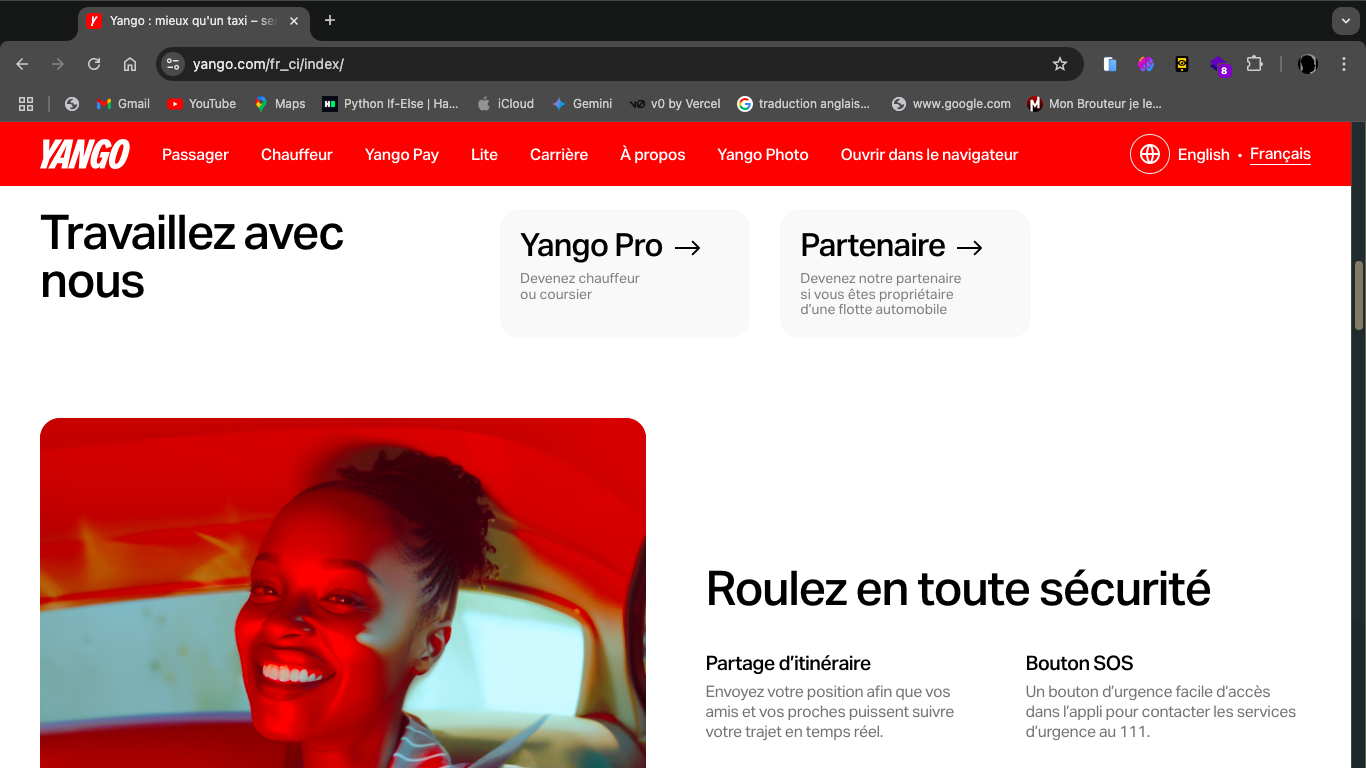 Yango : mieux qu'un taxi – se
yango.com/fr_ci/index/
8
Gmail
YouTube
Maps
Python If-Else | Ha...
iCloud
Gemini
v0 by Vercel
traduction anglais...
www.google.com
Mon Brouteur je le...
YANGO
Passager
Chauffeur
Yango Pay
Lite
Carrière
À propos
Yango Photo
Ouvrir dans le navigateur
English • Français
Travaillez avec
nous
Yango Pro →
Devenez chauffeur
ou coursier
Partenaire →
Devenez notre partenaire
si vous êtes propriétaire
d’une flotte automobile
Roulez en toute sécurité
Partage d’itinéraire
Envoyez votre position afin que vos
amis et vos proches puissent suivre
votre trajet en temps réel.
Bouton SOS
Un bouton d’urgence facile d’accès
dans l’appli pour contacter les services
d’urgence au 111.